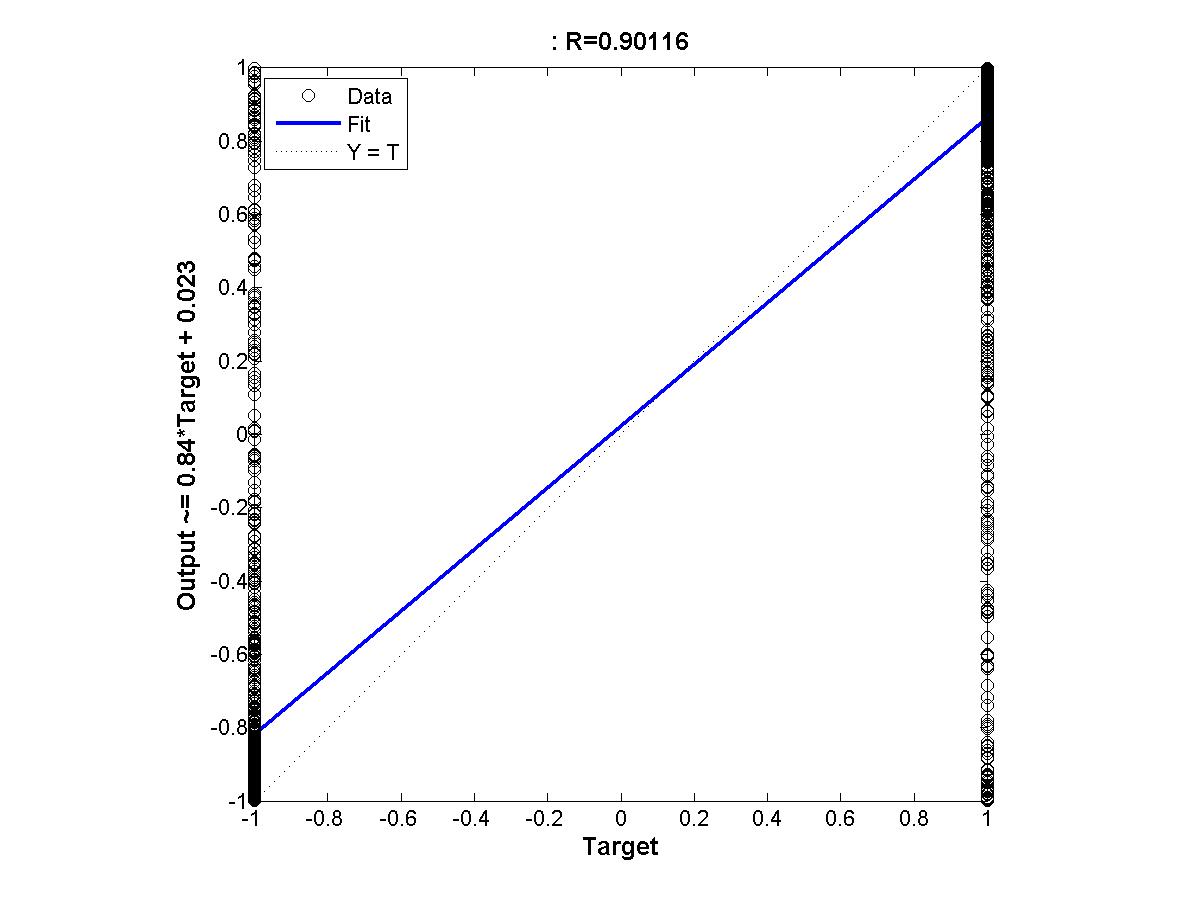 : R=0.90116
Data
Fit
Y = T
1
0.8
0.6
0.4
0.2
0
-0.2
-0.4
-0.6
-0.8
-1
Output ~= 0.84*Target + 0.023
-1 -0.8 -0.6 -0.4 -0.2 0 0.2 0.4 0.6 0.8 1
Target